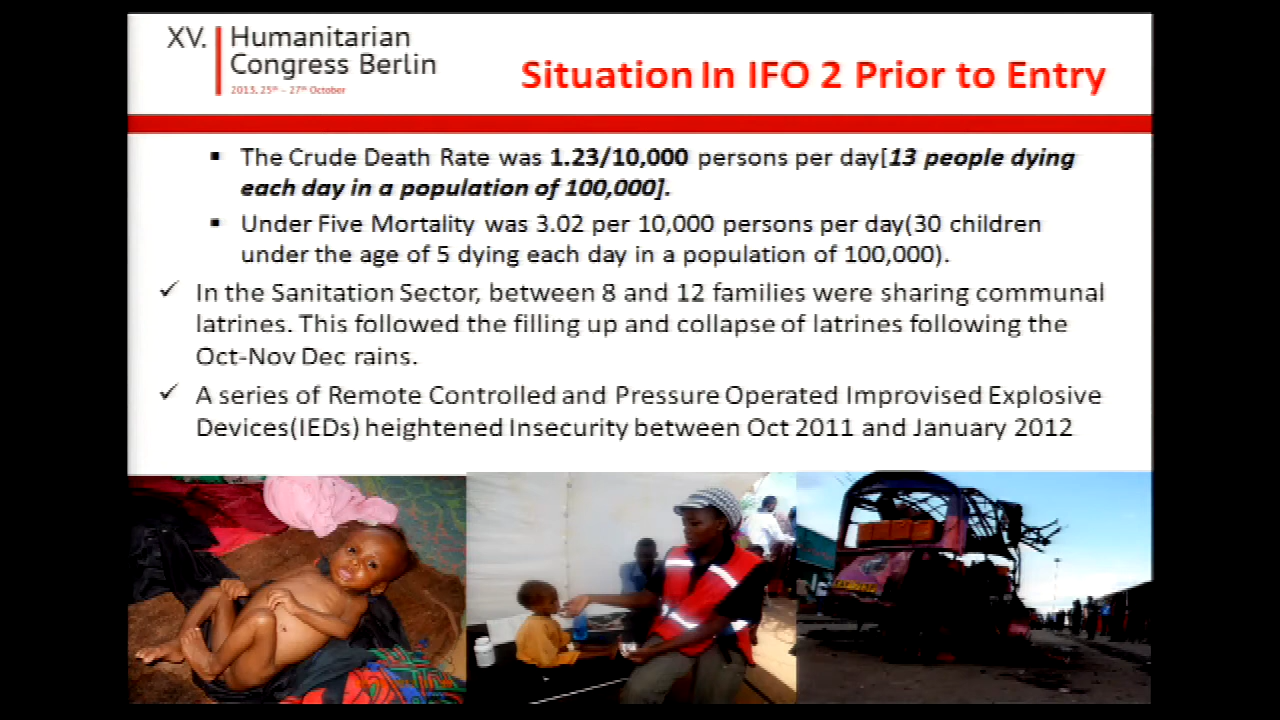 XV. Humanitarian
Congress Berlin
2013, 25th – 27th October
Situation In IFO 2 Prior to Entry
▪ The Crude Death Rate was 1.23/10,000 persons per day[13 people dying
each day in a population of 100,000].
▪ Under Five Mortality was 3.02 per 10,000 persons per day(30 children
under the age of 5 dying each day in a population of 100,000).
✓ In the Sanitation Sector, between 8 and 12 families were sharing communal
latrines. This followed the filling up and collapse of latrines following the
Oct-Nov Dec rains.
✓ A series of Remote Controlled and Pressure Operated Improvised Explosive
Devices(IEDs) heightened Insecurity between Oct 2011 and January 2012